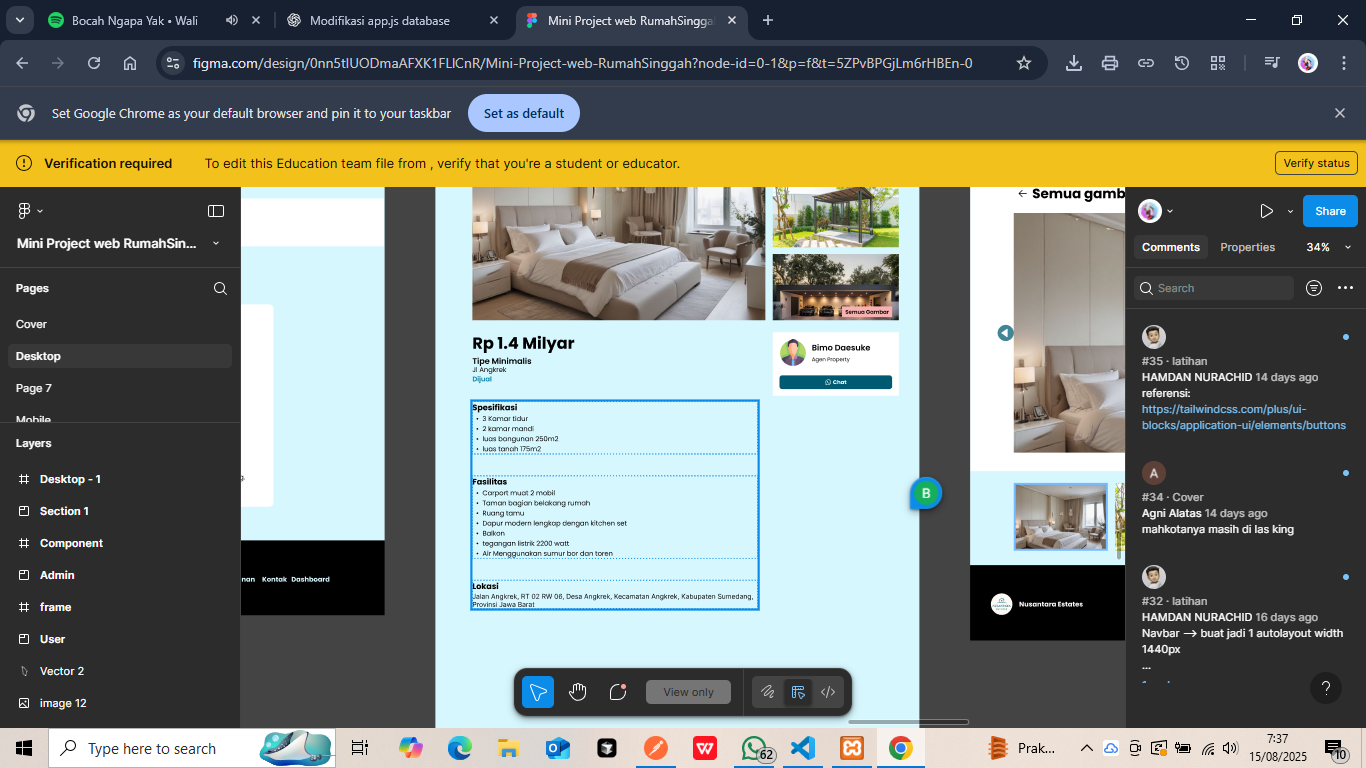 Bocah Ngapa Yak • Wali
Modifikasi app.js database
Mini Project web RumahSingga
figma.com/design/0nn5tlUODmaAFXK1FLlCnR/Mini-Project-web-RumahSinggah?node-id=0-1&p=f&t=5ZPvBPGjLm6rHBEn-0
Set Google Chrome as your default browser and pin it to your taskbar
Set as default
Verification required
To edit this Education team file from , verify that you're a student or educator.
Verify status
Mini Project web RumahSin...
Pages
Cover
Desktop
Page 7
Mobile
Layers
Desktop - 1
Section 1
Component
Admin
frame
User
Vector 2
image 12
nan Kontak Dashboard
Semua Gambar
Rp 1.4 Milyar
Tipe Minimalis
Jl Angkrek
Dijual
Bimo Daesuke
Agen Property
Chat
Spesifikasi
• 3 Kamar tidur
• 2 kamar mandi
• luas bangunan 250m2
• luas tanah 175m2
Fasilitas
• Carport muat 2 mobil
• Taman bagian belakang rumah
• Ruang tamu
• Dapur modern lengkap dengan kitchen set
• Balkon
• tegangan listrik 2200 watt
• Air Menggunakan sumur bor dan toren
Lokasi
Jalan Angkrek, RT 02 RW 06, Desa Angkrek, Kecamatan Angkrek, Kabupaten Sumedang,
Provinsi Jawa Barat
B
← Semua gamb
Nusantara Estates
View only
Share
Comments
Properties
34%
Search
#35 · latihan
HAMDAN NURACHID 14 days ago
referensi:
https://tailwindcss.com/plus/ui-
blocks/application-ui/elements/buttons
A
#34 · Cover
Agni Alatas 14 days ago
mahkotanya masih di las king
#32 · latihan
HAMDAN NURACHID 16 days ago
Navbar --> buat jadi 1 autolayout width
1440px
...
?
Type here to search
62
Prak...
7:37
15/08/2025
10